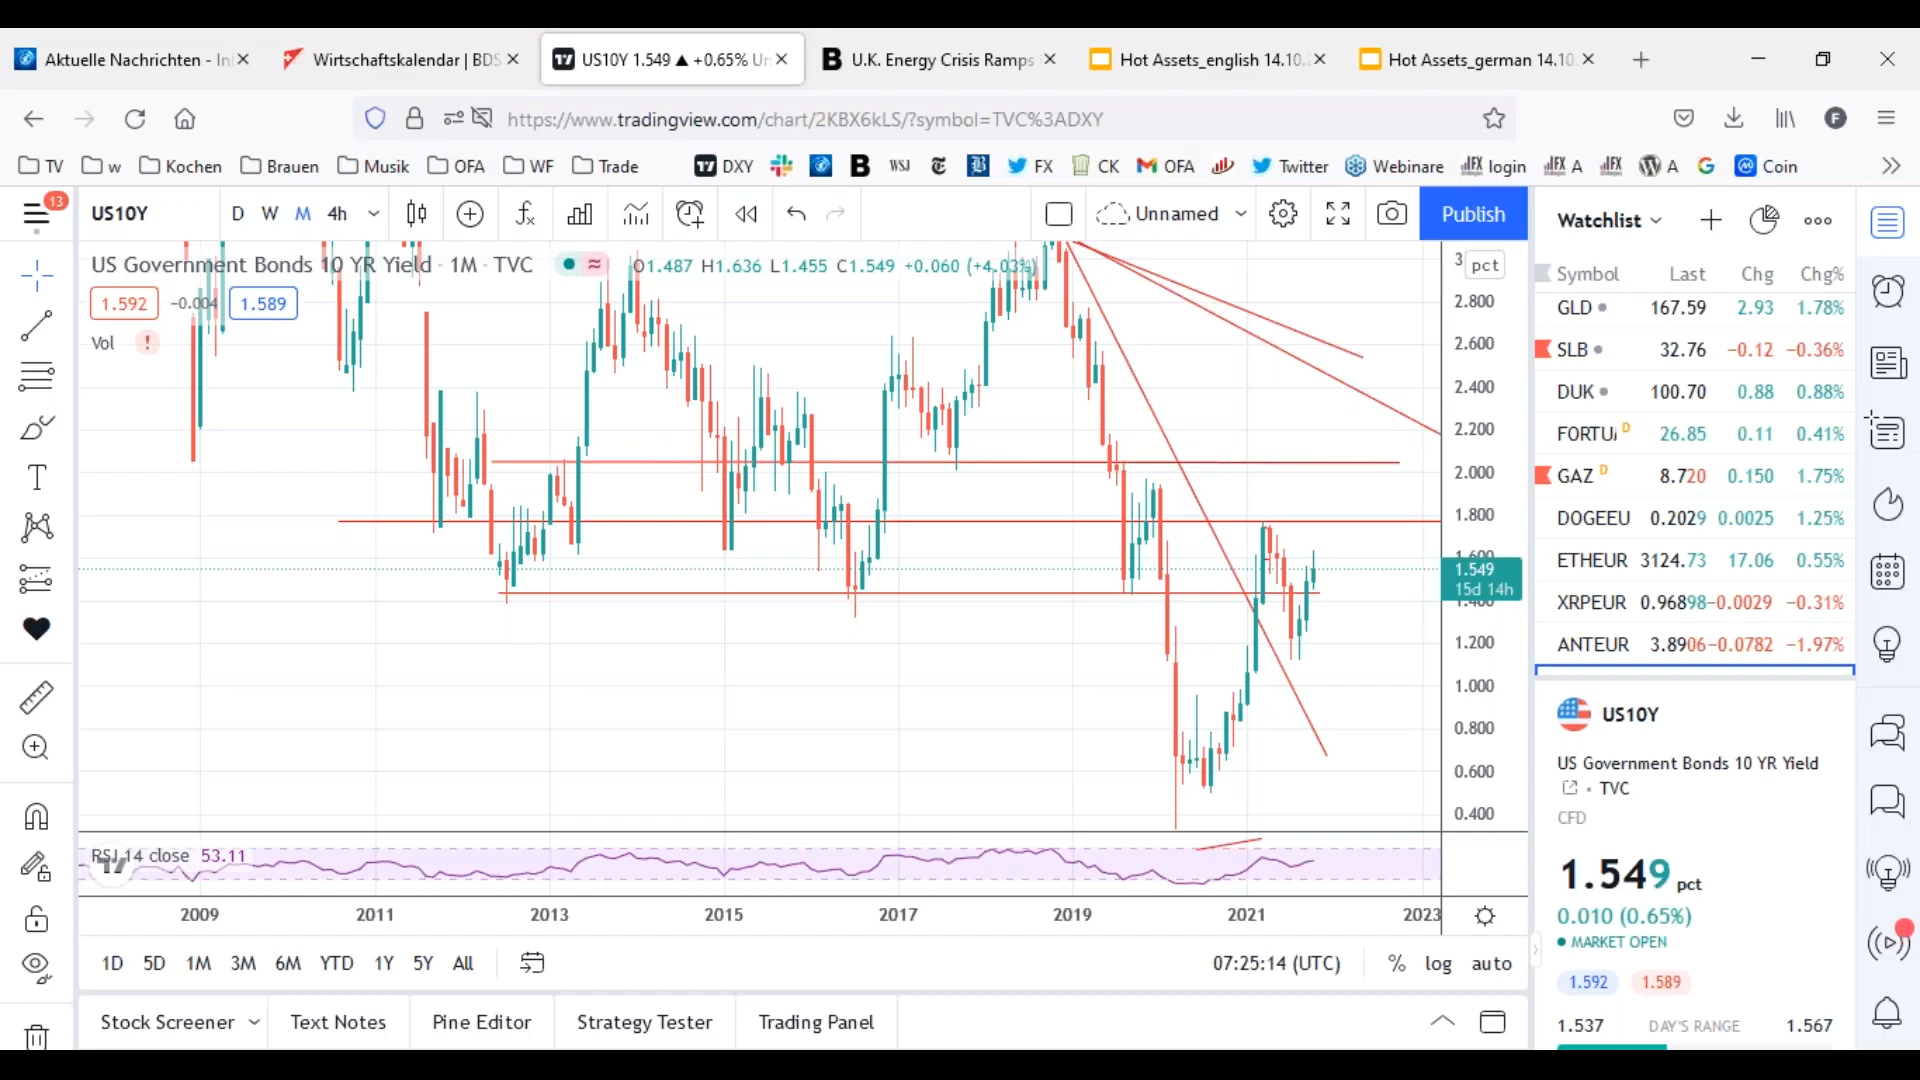 Aktuelle Nachrichten - In
Wirtschaftskalendar | BDS
US10Y 1.549 ▲ +0.65% Un
U.K. Energy Crisis Ramps
Hot Assets_english 14.10.
Hot Assets_german 14.10
https://www.tradingview.com/chart/2KBX6kLS/?symbol=TVC%3ADXY
TV w Kochen Brauen Musik OFA WF Trade DXY B WSJ FX CK OFA Twitter Webinare login A A Coin
13
US10Y D W M 4h Unnamed Publish
US Government Bonds 10 YR Yield · 1M · TVC O1.487 H1.636 L1.455 C1.549 +0.060 (+4.03%)
1.592 −0.004 1.589
Vol !
3 pct
2.800
2.600
2.400
2.200
2.000
1.800
1.600
1.549
15d 14h
1.400
1.200
1.000
0.800
0.600
0.400
RSI 14 close 53.11
2009 2011 2013 2015 2017 2019 2021 2023
1D 5D 1M 3M 6M YTD 1Y 5Y All 07:25:14 (UTC) % log auto
Stock Screener Text Notes Pine Editor Strategy Tester Trading Panel
Watchlist
Symbol Last Chg Chg%
GLD 167.59 2.93 1.78%
SLB 32.76 −0.12 −0.36%
DUK 100.70 0.88 0.88%
FORTU D 26.85 0.11 0.41%
GAZ D 8.720 0.150 1.75%
DOGEEU 0.2029 0.0025 1.25%
ETHEUR 3124.73 17.06 0.55%
XRPEUR 0.96898 −0.0029 −0.31%
ANTEUR 3.8906 −0.0782 −1.97%
US10Y
US Government Bonds 10 YR Yield
• TVC
CFD
1.549 pct
0.010 (0.65%)
MARKET OPEN
1.592 1.589
1.537 DAY'S RANGE 1.567